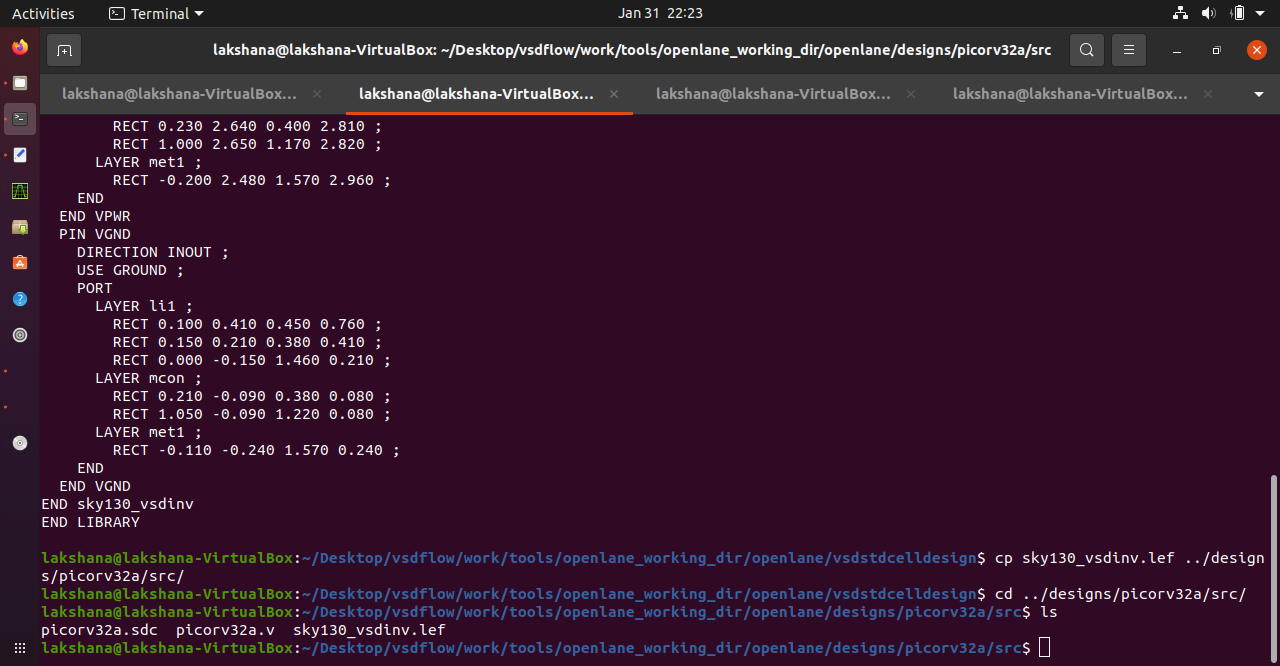 Activities Terminal Jan 31 22:23
lakshana@lakshana-VirtualBox: ~/Desktop/vsdflow/work/tools/openlane_working_dir/openlane/designs/picorv32a/src
lakshana@lakshana-VirtualBox... lakshana@lakshana-VirtualBox... lakshana@lakshana-VirtualBox... lakshana@lakshana-VirtualBox...
RECT 0.230 2.640 0.400 2.810 ;
RECT 1.000 2.650 1.170 2.820 ;
LAYER met1 ;
RECT -0.200 2.480 1.570 2.960 ;
END
END VPWR
PIN VGND
DIRECTION INOUT ;
USE GROUND ;
PORT
LAYER li1 ;
RECT 0.100 0.410 0.450 0.760 ;
RECT 0.150 0.210 0.380 0.410 ;
RECT 0.000 -0.150 1.460 0.210 ;
LAYER mcon ;
RECT 0.210 -0.090 0.380 0.080 ;
RECT 1.050 -0.090 1.220 0.080 ;
LAYER met1 ;
RECT -0.110 -0.240 1.570 0.240 ;
END
END VGND
END sky130_vsdinv
END LIBRARY
lakshana@lakshana-VirtualBox:~/Desktop/vsdflow/work/tools/openlane_working_dir/openlane/vsdstdcelldesign$ cp sky130_vsdinv.lef ../design
s/picorv32a/src/
lakshana@lakshana-VirtualBox:~/Desktop/vsdflow/work/tools/openlane_working_dir/openlane/vsdstdcelldesign$ cd ../designs/picorv32a/src/
lakshana@lakshana-VirtualBox:~/Desktop/vsdflow/work/tools/openlane_working_dir/openlane/designs/picorv32a/src$ ls
picorv32a.sdc picorv32a.v sky130_vsdinv.lef
lakshana@lakshana-VirtualBox:~/Desktop/vsdflow/work/tools/openlane_working_dir/openlane/designs/picorv32a/src$